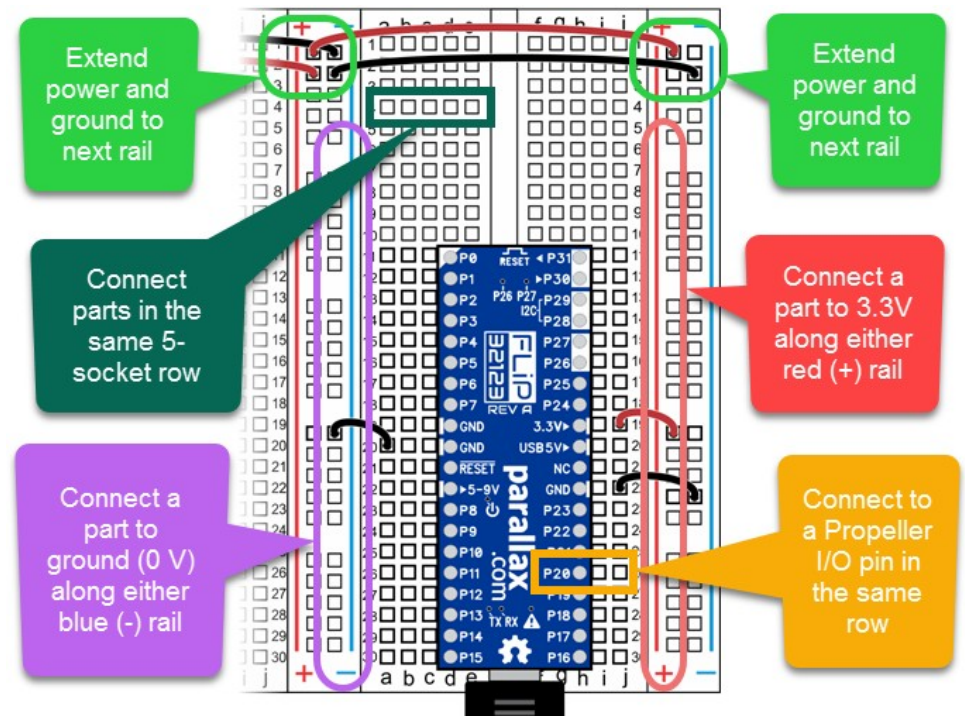 Extend
power and
ground to
next rail
Extend
power and
ground to
next rail
Connect
parts in the
same 5-
socket row
Connect a
part to 3.3V
along either
red (+) rail
Connect a
part to
ground (0 V)
along either
blue (-) rail
Connect to
a Propeller
I/O pin in
the same
row
i j + − a b c d e f g h i j + −
P0 RESET ◄ P31
P1 ►P30
P2 P26 P27 P29
I2C
P3 P28
P4 P27
P5 P26
P6 P25
P7 P24
FLiP
32123
REV A
GND 3.3V►
GND USB5V►
RESET NC
►5-9V GND
P8 P23
P9 P22
P10
P11 P20
P12 P19
P13 TX RX P18
P14 P17
P15 P16
parallax
.com
j + − a b c d e f g h i j + −